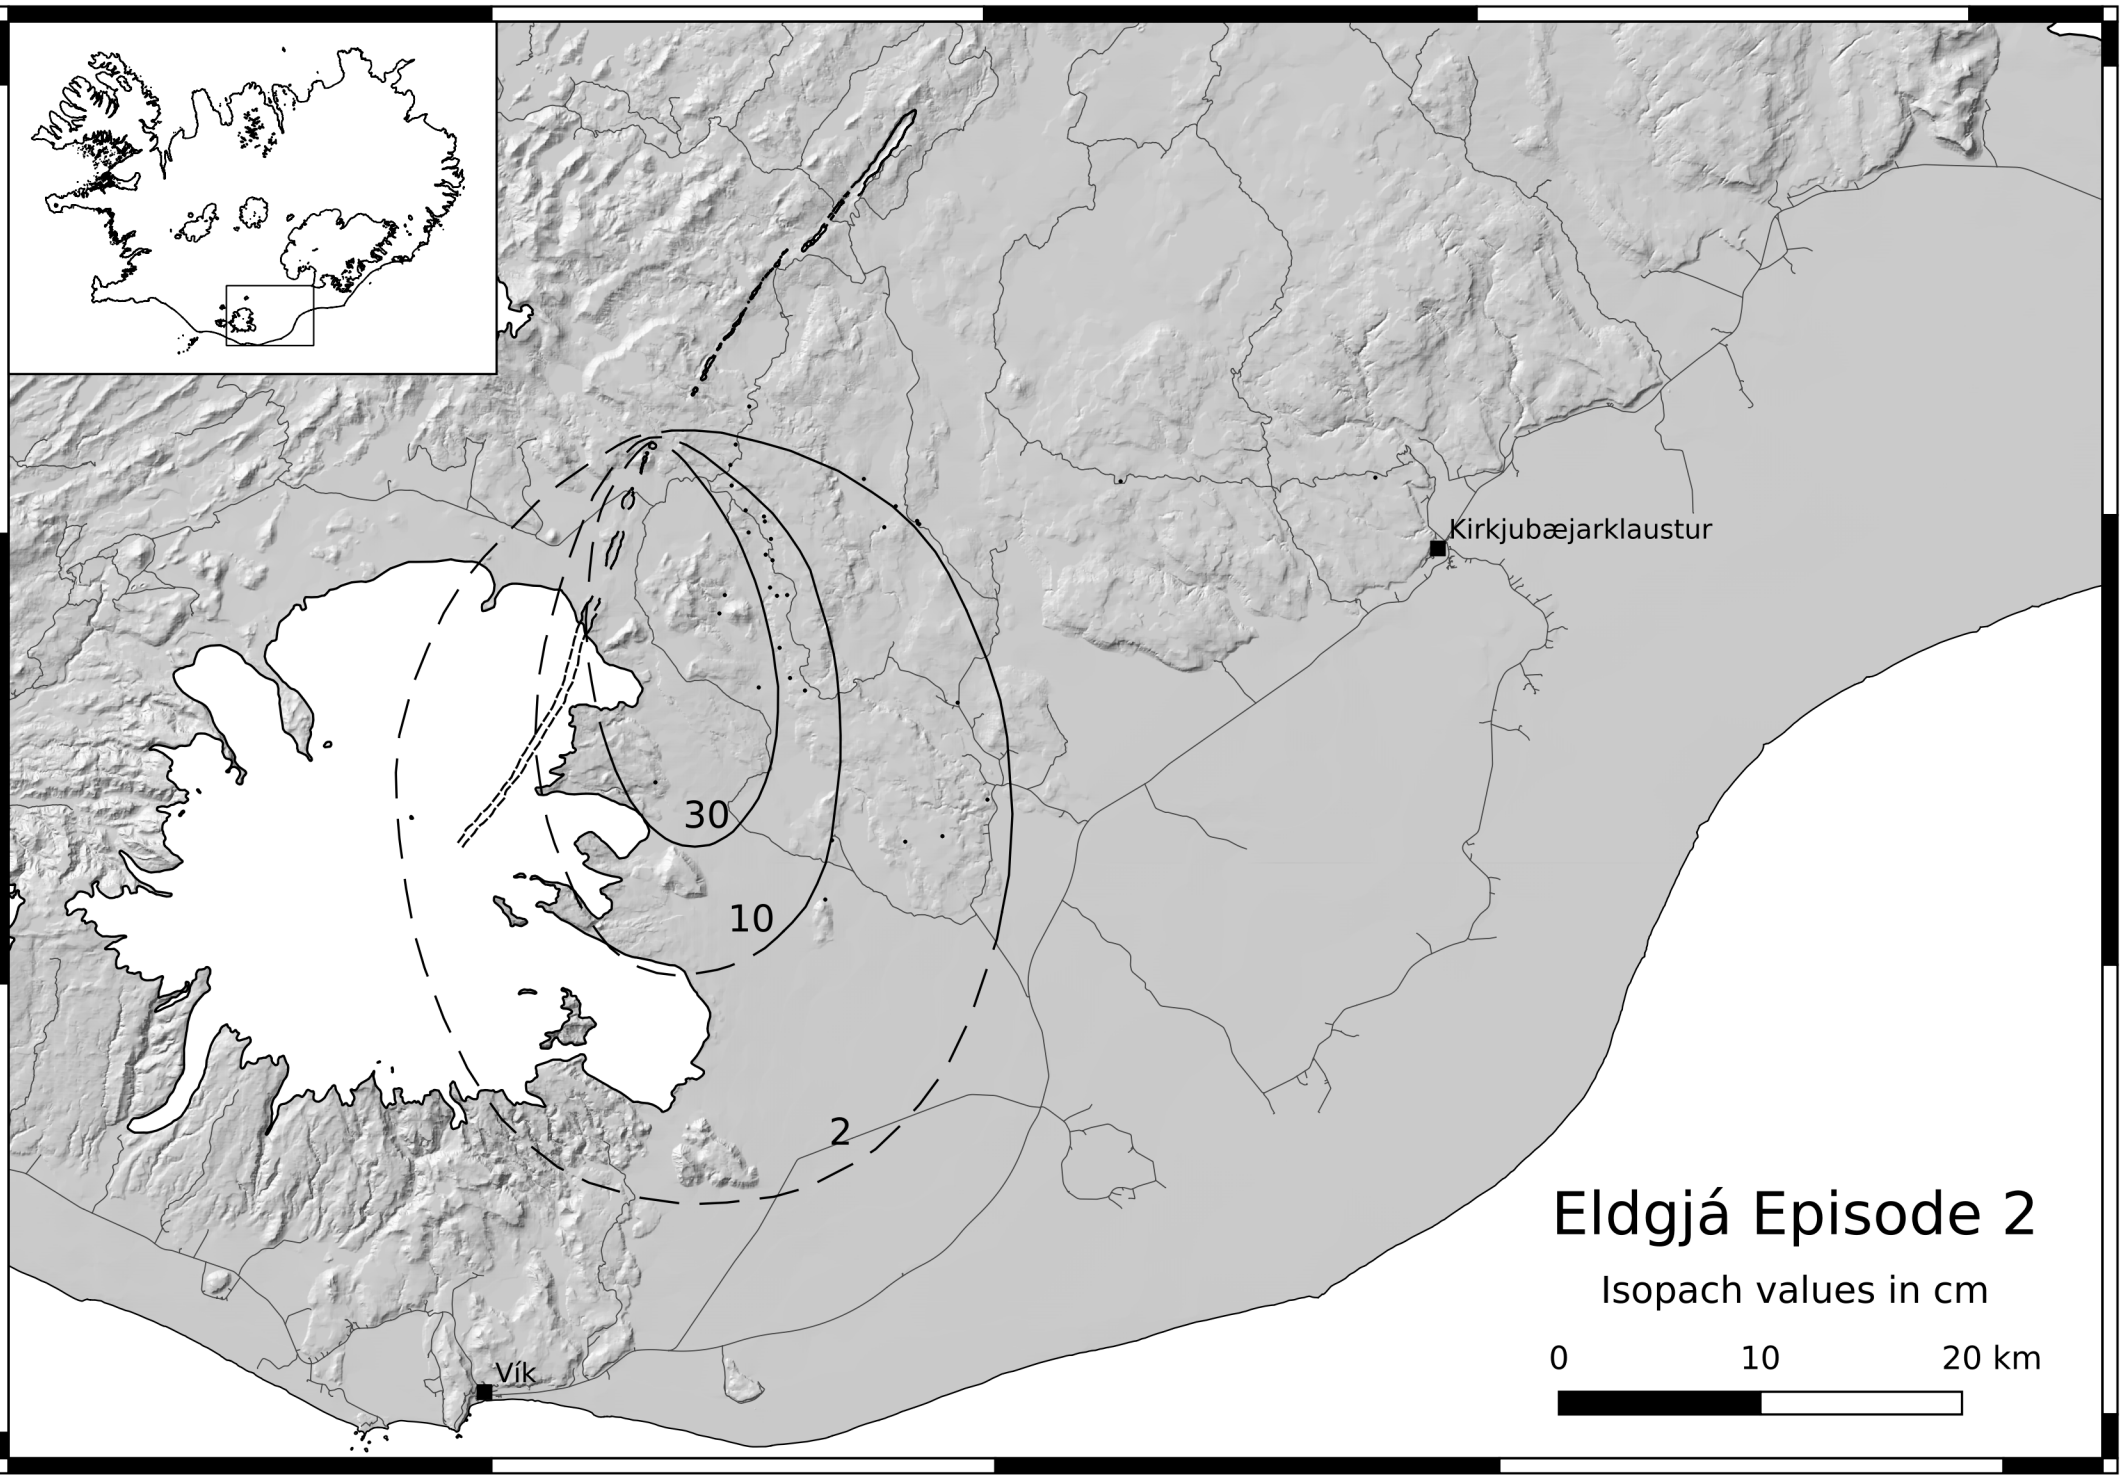 Kirkjubæjarklaustur
30
10
2
Eldgjá Episode 2
Isopach values in cm
0 10 20 km
Vík